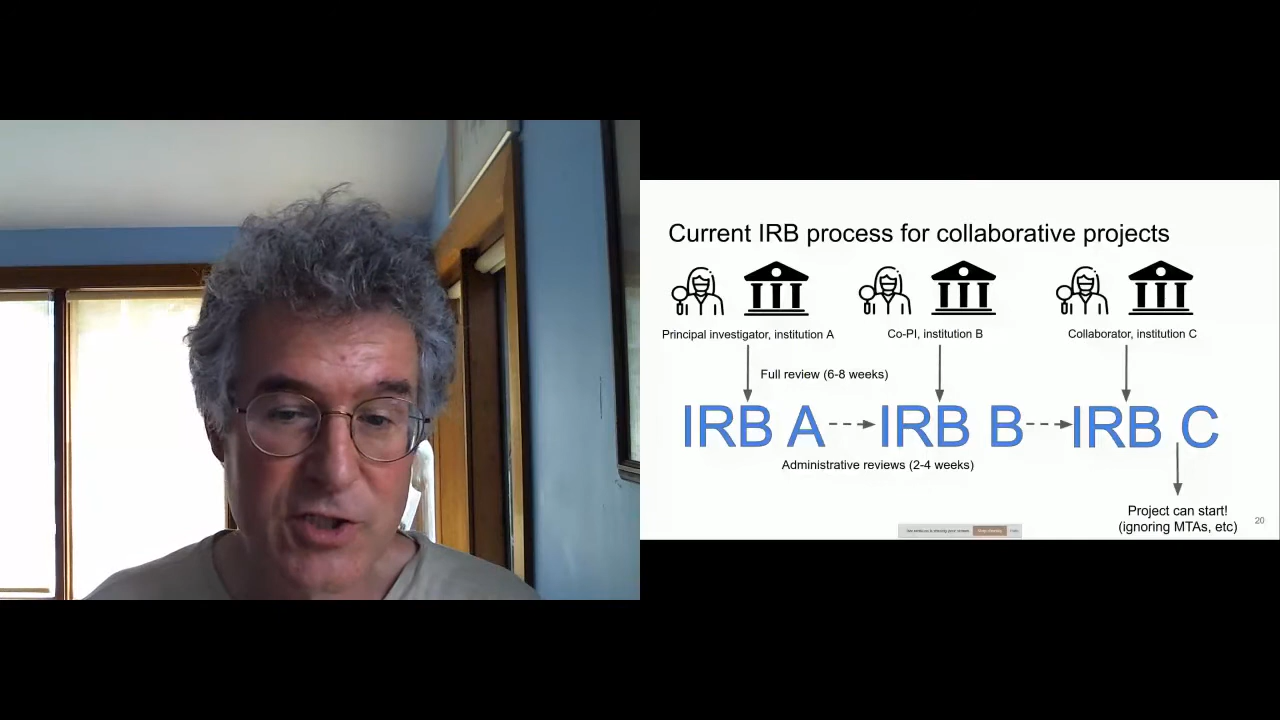 Current IRB process for collaborative projects
Principal investigator, institution A
Co-PI, institution B
Collaborator, institution C
Full review (6-8 weeks)
IRB A
IRB B
IRB C
Administrative reviews (2-4 weeks)
Project can start!
(ignoring MTAs, etc)
20